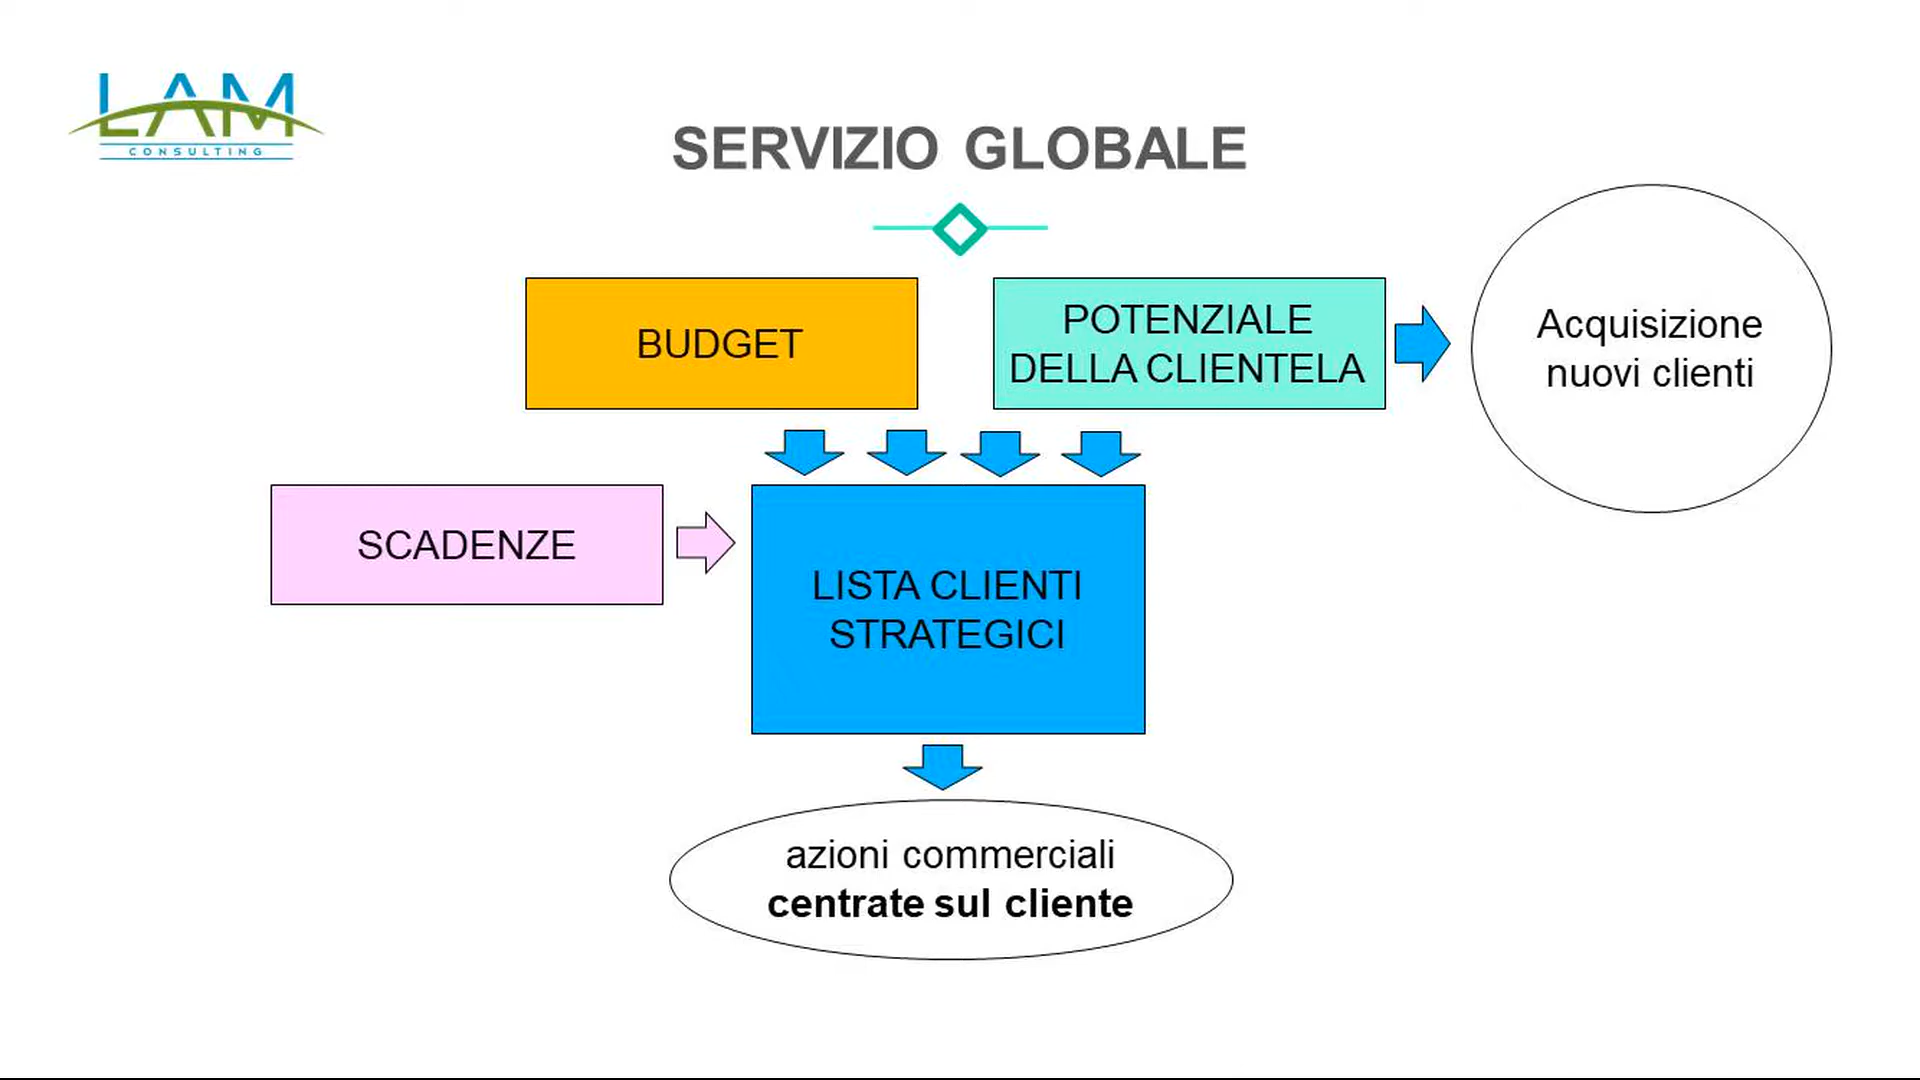 LAM
CONSULTING
SERVIZIO GLOBALE
BUDGET
POTENZIALE
DELLA CLIENTELA
Acquisizione
nuovi clienti
SCADENZE
LISTA CLIENTI
STRATEGICI
azioni commerciali
centrate sul cliente